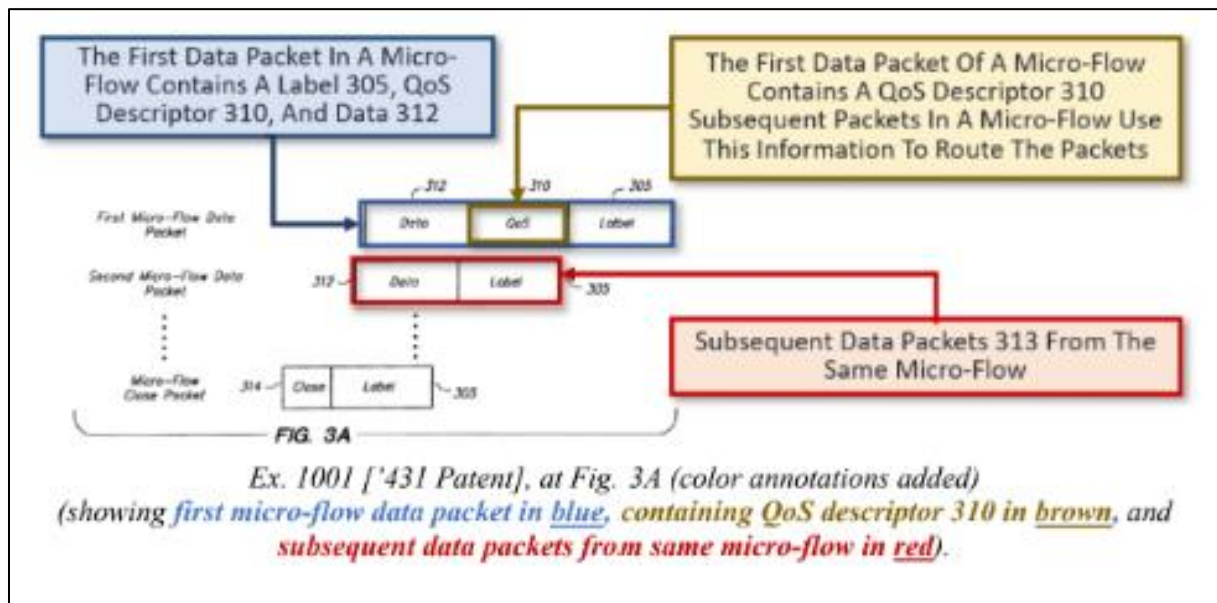 The First Data Packet In A Micro-
Flow Contains A Label 305, QoS
Descriptor 310, And Data 312
The First Data Packet Of A Micro-Flow
Contains A QoS Descriptor 310
Subsequent Packets In A Micro-Flow Use
This Information To Route The Packets
312
310
305
First Micro-Flow Data
Packet
Data
QoS
Label
Second Micro-Flow Data
Packet
312
Data
Label
305
Subsequent Data Packets 313 From The
Same Micro-Flow
Micro-Flow
Close Packet
314
Close
Label
305
FIG. 3A
Ex. 1001 ['431 Patent], at Fig. 3A (color annotations added)
(showing first micro-flow data packet in blue, containing QoS descriptor 310 in brown, and
subsequent data packets from same micro-flow in red).